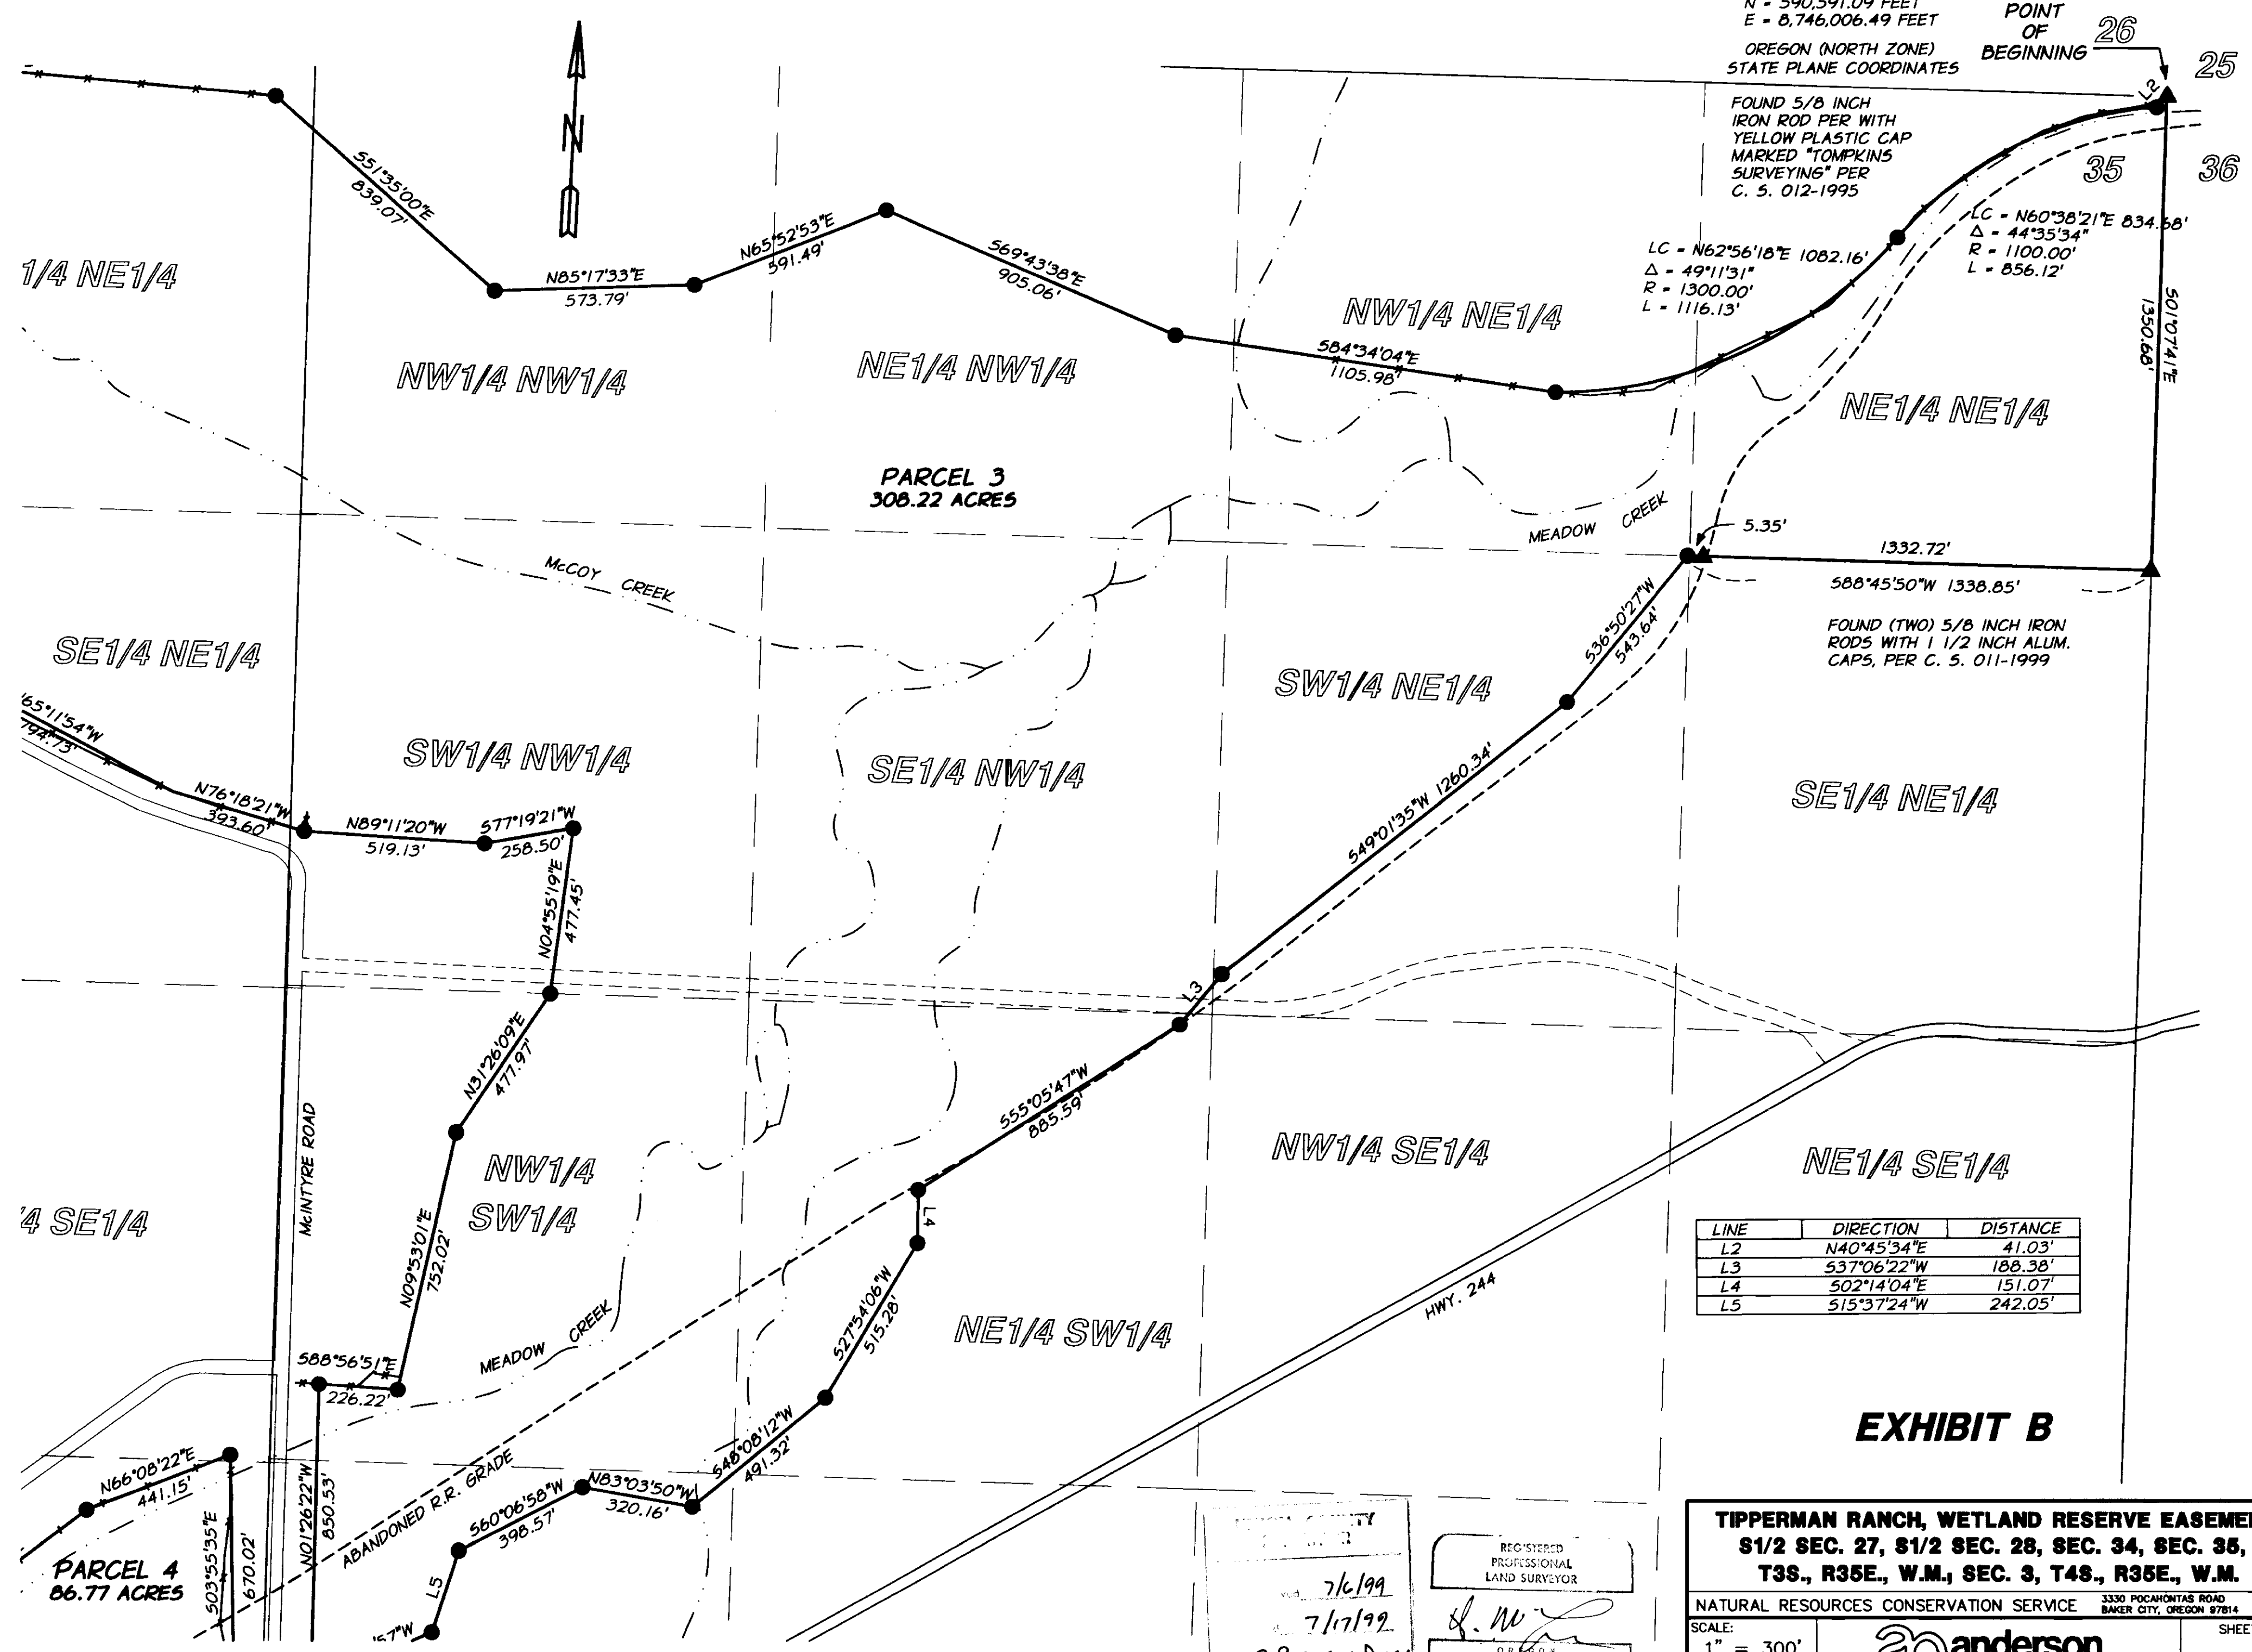 N = 590,591.09 FEET
E = 8,746,006.49 FEET
OREGON (NORTH ZONE)
STATE PLANE COORDINATES
POINT
OF
BEGINNING
26
25
35
36
L2
FOUND 5/8 INCH
IRON ROD PER WITH
YELLOW PLASTIC CAP
MARKED "TOMPKINS
SURVEYING" PER
C. S. 012-1995
N
S51°35'00"E
839.07'
N85°17'33"E
573.79'
N65°52'53"E
591.49'
S69°43'38"E
905.06'
S84°34'04"E
1105.98'
LC = N62°56'18"E 1082.16'
Δ = 49°11'31"
R = 1300.00'
L = 1116.13'
LC = N60°38'21"E 834.68'
Δ = 44°35'34"
R = 1100.00'
L = 856.12'
S01°07'41"E
1350.68'
1/4 NE1/4
NW1/4 NW1/4
NE1/4 NW1/4
NW1/4 NE1/4
NE1/4 NE1/4
PARCEL 3
308.22 ACRES
MEADOW CREEK
5.35'
1332.72'
S88°45'50"W 1338.85'
FOUND (TWO) 5/8 INCH IRON
RODS WITH 1 1/2 INCH ALUM.
CAPS, PER C. S. 011-1999
McCOY CREEK
SE1/4 NE1/4
SW1/4 NW1/4
SE1/4 NW1/4
SW1/4 NE1/4
SE1/4 NE1/4
S36°50'27"W
543.64'
S49°01'35"W 1260.34'
L3
'65°11'54"W
794.73'
N76°18'21"W
393.60'
N89°11'20"W
519.13'
S77°19'21"W
258.50'
N04°55'19"E
477.45'
N31°26'09"E
477.97'
N09°53'01"E
752.02'
S55°05'47"W
885.59'
L4
McINTYRE ROAD
NW1/4
SW1/4
NW1/4 SE1/4
NE1/4 SE1/4
/4 SE1/4
NE1/4 SW1/4
S27°54'06"W
515.28'
HWY. 244
MEADOW CREEK
S88°56'51"E
226.22'
S48°08'12"W
491.32'
N83°03'50"W
320.16'
S60°06'58"W
398.57'
L5
ABANDONED R.R. GRADE
N66°08'22"E
441.15'
S03°55'35"E
670.02'
N01°26'22"W
850.53'
PARCEL 4
86.77 ACRES
'57"W
LINE DIRECTION DISTANCE
L2 N40°45'34"E 41.03'
L3 S37°06'22"W 188.38'
L4 S02°14'04"E 151.07'
L5 S15°37'24"W 242.05'
EXHIBIT B
7/6/99
7/17/99
REGISTERED
PROFESSIONAL
LAND SURVEYOR
TIPPERMAN RANCH, WETLAND RESERVE EASEME
S1/2 SEC. 27, S1/2 SEC. 28, SEC. 34, SEC. 35,
T3S., R35E., W.M., SEC. 3, T4S., R35E., W.M.
NATURAL RESOURCES CONSERVATION SERVICE
3330 POCAHONTAS ROAD
BAKER CITY, OREGON 97814
SCALE:
1" = 300'
anderson
SHEE